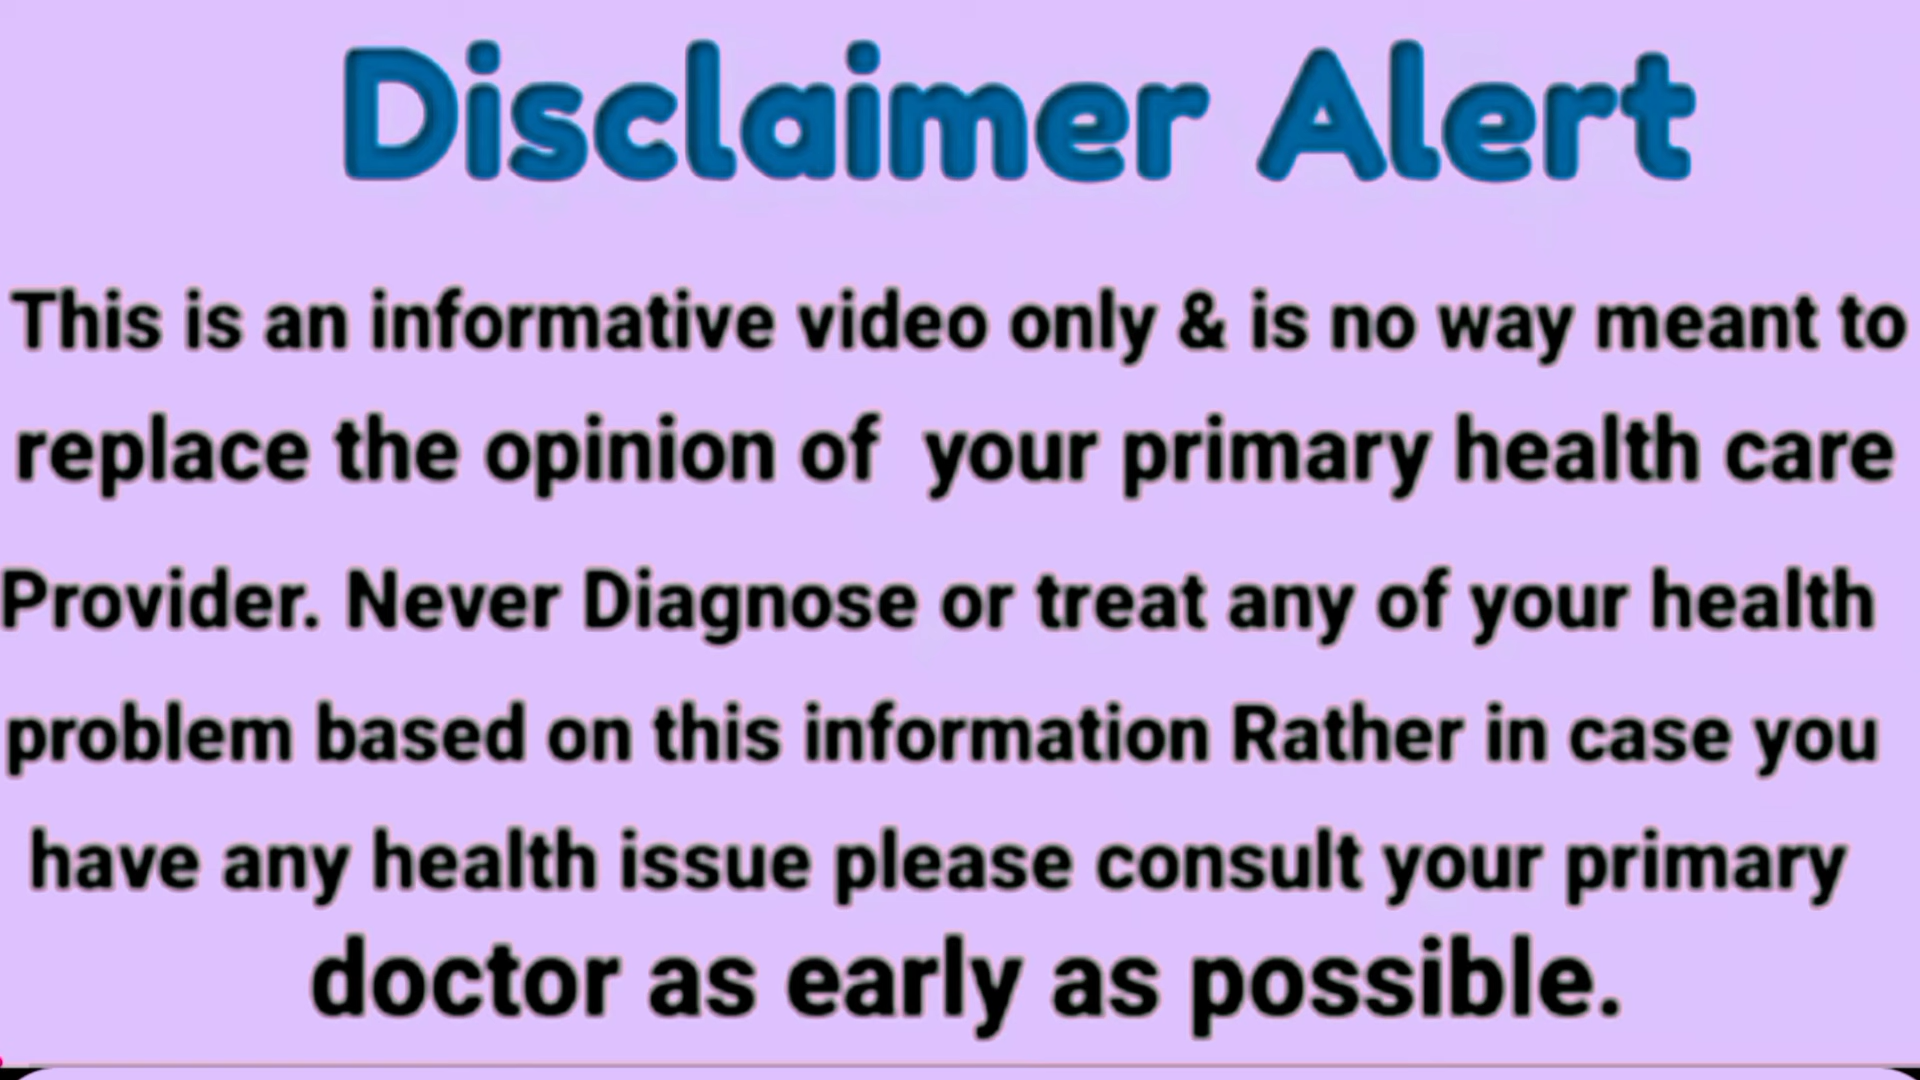 Disclaimer Alert
This is an informative video only & is no way meant to
replace the opinion of your primary health care
Provider. Never Diagnose or treat any of your health
problem based on this information Rather in case you
have any health issue please consult your primary
doctor as early as possible.